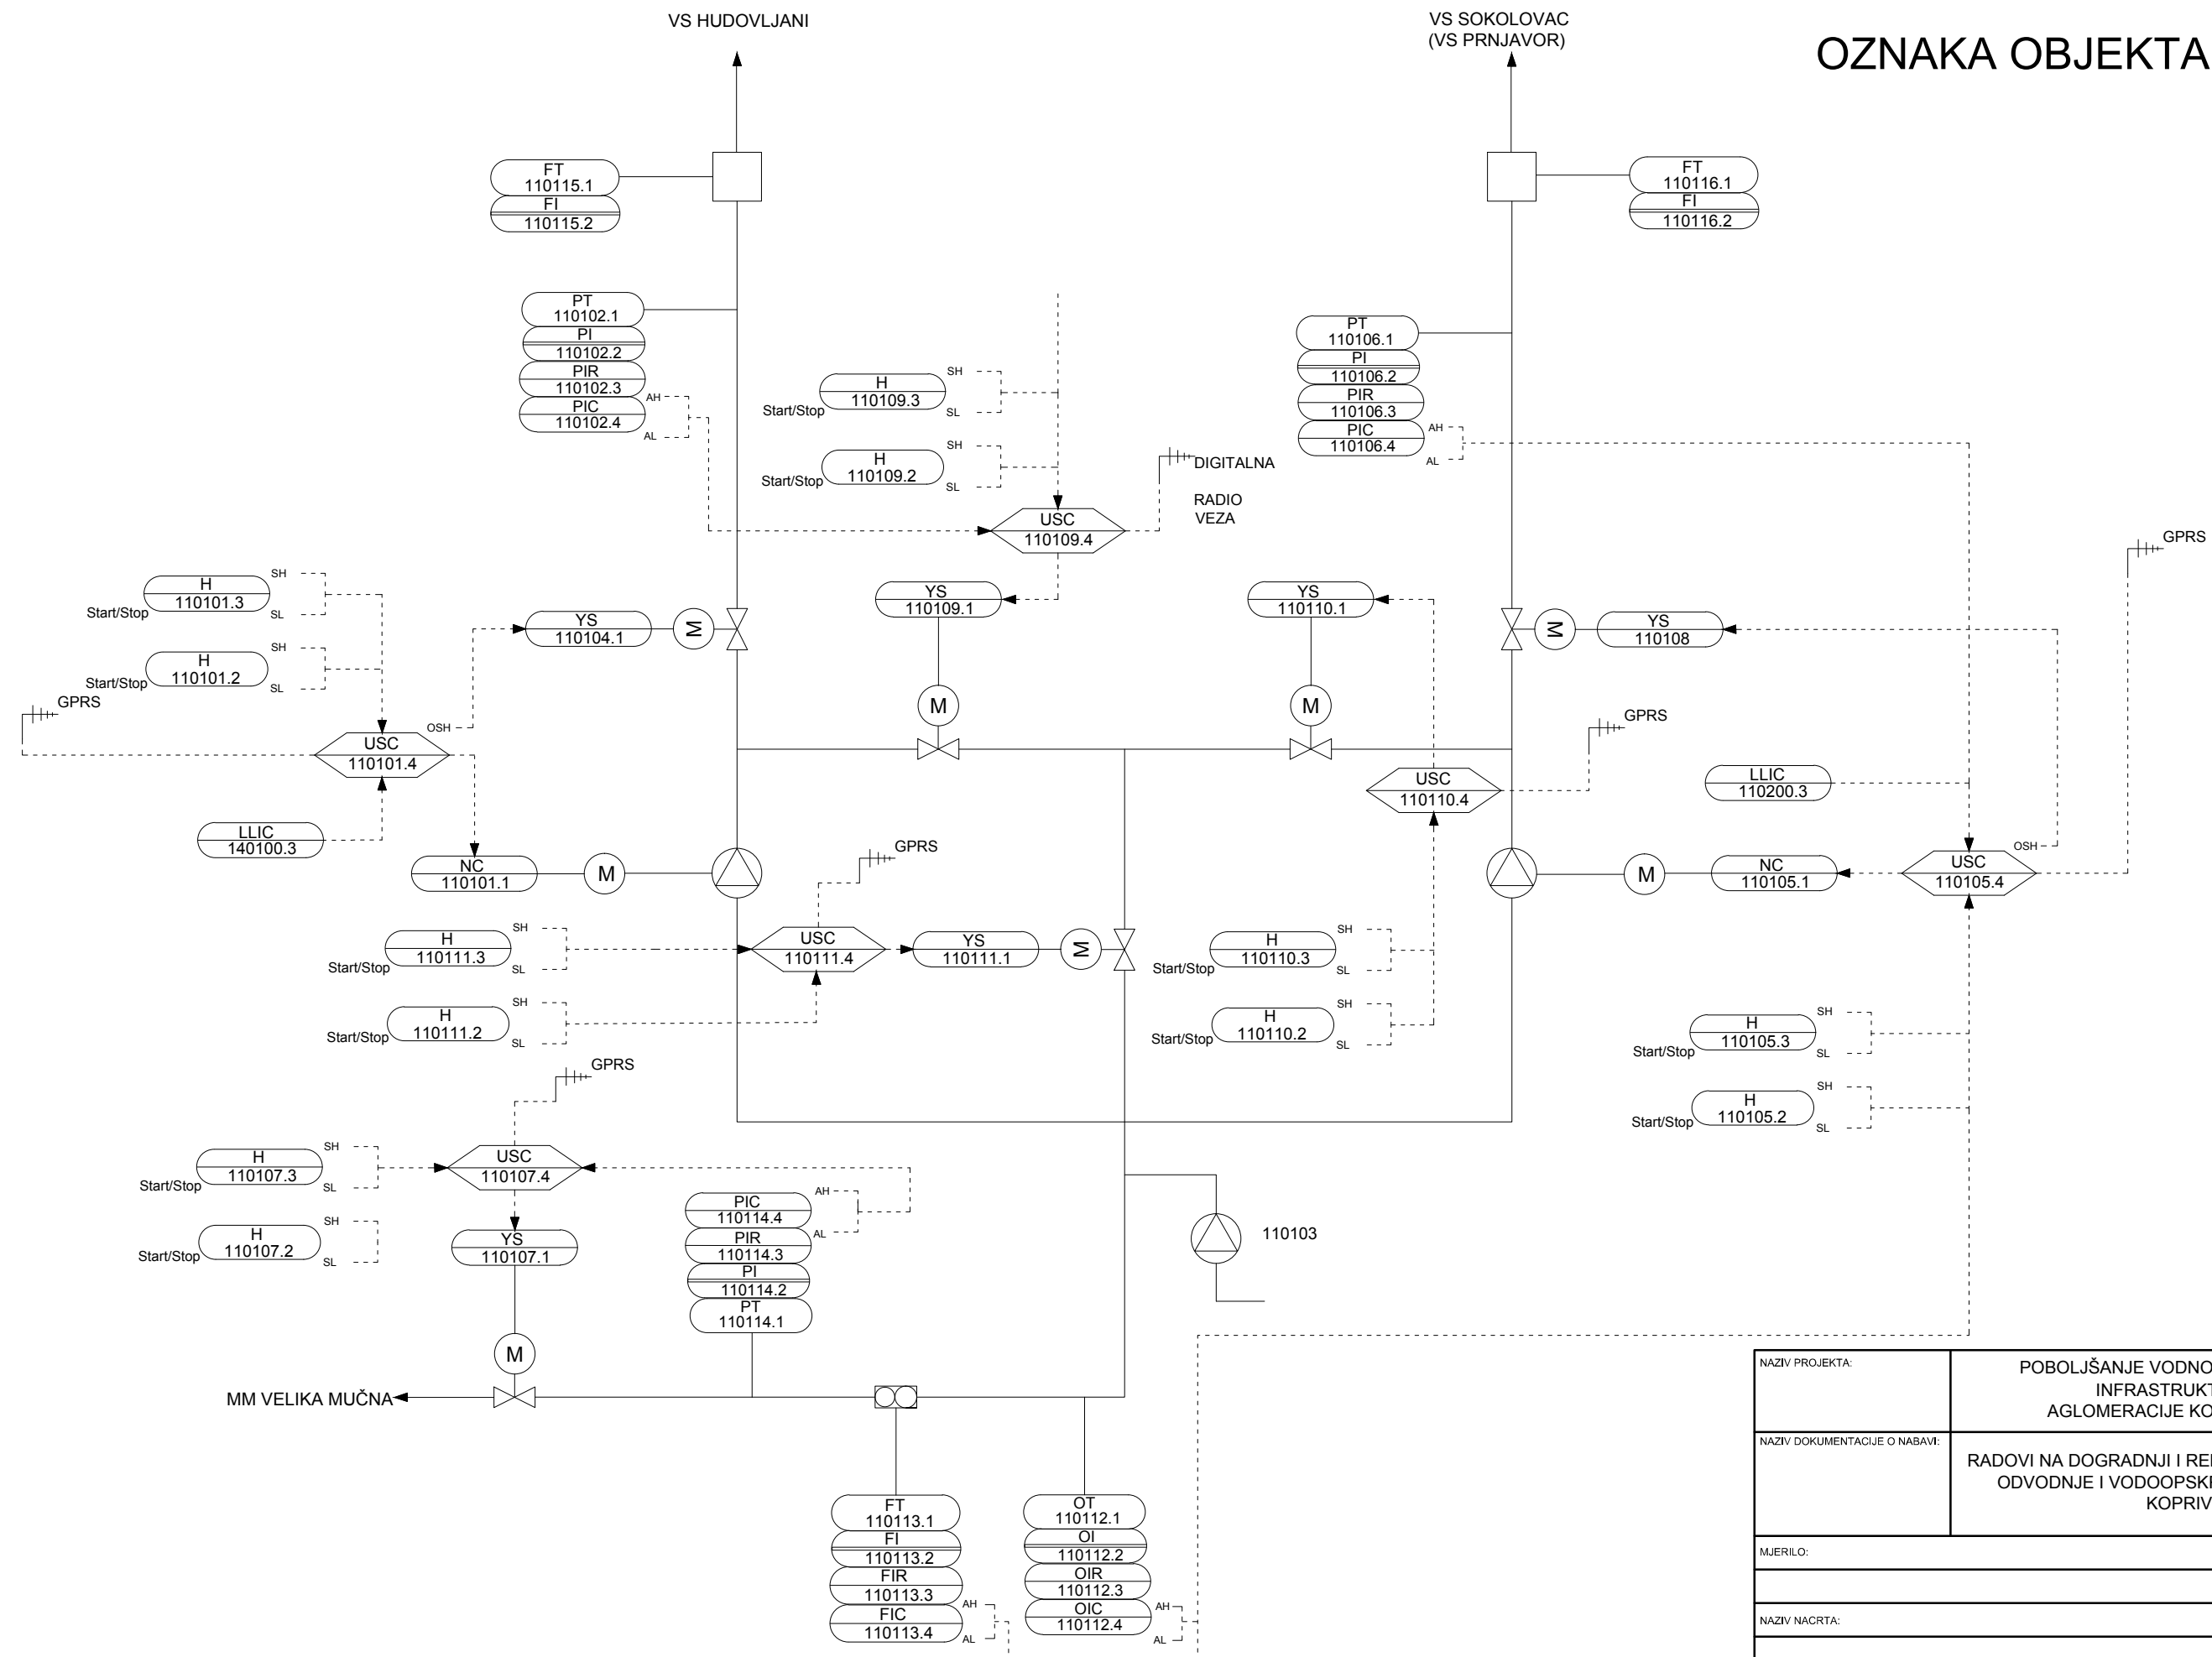 VS HUDOVLJANI
VS SOKOLOVAC
(VS PRNJAVOR)
OZNAKA OBJEKTA
FT
110115.1
FI
110115.2
FT
110116.1
FI
110116.2
PT
110102.1
PI
110102.2
PIR
110102.3
PIC
110102.4
AH
AL
H
110109.3
Start/Stop
SH
SL
H
110109.2
Start/Stop
SH
SL
PT
110106.1
PI
110106.2
PIR
110106.3
PIC
110106.4
AH
AL
DIGITALNA
RADIO
VEZA
USC
110109.4
GPRS
H
110101.3
Start/Stop
SH
SL
H
110101.2
Start/Stop
SH
SL
GPRS
YS
110104.1
M
YS
110109.1
M
YS
110110.1
M
M
YS
110108
USC
110101.4
OSH
LLIC
140100.3
NC
110101.1
M
GPRS
GPRS
USC
110110.4
LLIC
110200.3
M
NC
110105.1
USC
110105.4
OSH
H
110111.3
Start/Stop
SH
SL
H
110111.2
Start/Stop
SH
SL
USC
110111.4
YS
110111.1
M
H
110110.3
Start/Stop
SH
SL
H
110110.2
Start/Stop
SH
SL
H
110105.3
Start/Stop
SH
SL
H
110105.2
Start/Stop
SH
SL
GPRS
H
110107.3
Start/Stop
SH
SL
H
110107.2
Start/Stop
SH
SL
USC
110107.4
YS
110107.1
M
PIC
110114.4
PIR
110114.3
PI
110114.2
PT
110114.1
AH
AL
110103
MM VELIKA MUČNA
FT
110113.1
FI
110113.2
FIR
110113.3
FIC
110113.4
AH
AL
OT
110112.1
OI
110112.2
OIR
110112.3
OIC
110112.4
AH
AL
NAZIV PROJEKTA:
POBOLJŠANJE VODNO
INFRASTRUKT
AGLOMERACIJE KO
NAZIV DOKUMENTACIJE O NABAVI:
RADOVI NA DOGRADNJI I RE
ODVODNJE I VODOOPSK
KOPRIV
MJERILO:
NAZIV NACRTA: